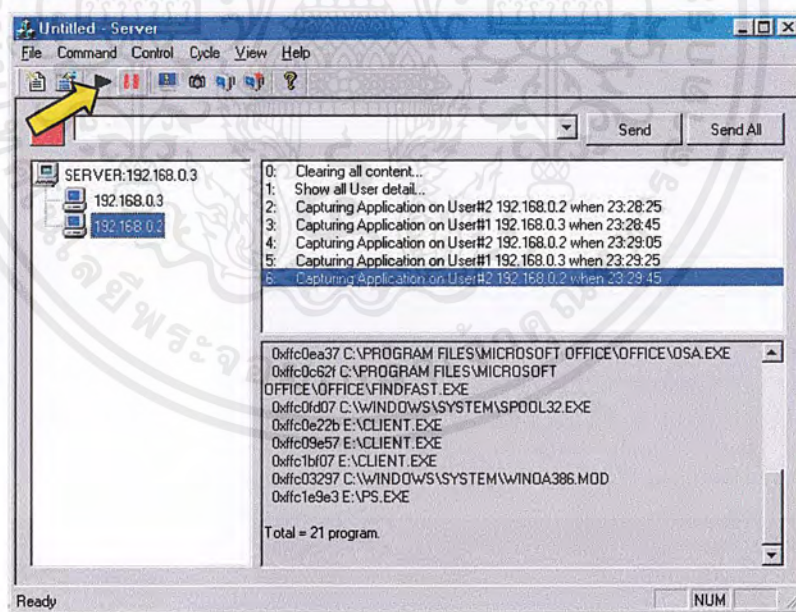 Untitled - Server
File Command Control Cycle View Help
Send Send All
SERVER:192.168.0.3
192.168.0.3
192.168.0.2
0: Clearing all content...
1: Show all User detail...
2: Capturing Application on User#2 192.168.0.2 when 23:28:25
3: Capturing Application on User#1 192.168.0.3 when 23:28:45
4: Capturing Application on User#2 192.168.0.2 when 23:29:05
5: Capturing Application on User#1 192.168.0.3 when 23:29:25
6: Capturing Application on User#2 192.168.0.2 when 23:29:45
0xffc0ea37 C:\PROGRAM FILES\MICROSOFT OFFICE\OFFICE\OSA.EXE
0xffc0c62f C:\PROGRAM FILES\MICROSOFT
OFFICE\OFFICE\FINDFAST.EXE
0xffc0fd07 C:\WINDOWS\SYSTEM\SPOOL32.EXE
0xffc0e22b E:\CLIENT.EXE
0xffc09e57 E:\CLIENT.EXE
0xffc1bf07 E:\CLIENT.EXE
0xffc03297 C:\WINDOWS\SYSTEM\WINOA386.MOD
0xffc1e9e3 E:\PS.EXE
Total = 21 program.
Ready NUM